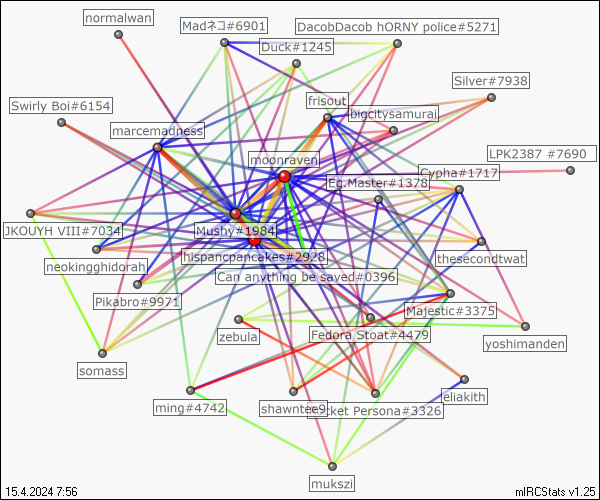 normalwan
Madネコ#6901
DacobDacob hORNY police#5271
Duck#1245
Silver#7938
Swirly Boi#6154
frisout
bigcitysamurai
marcemadness
LPK2387 #7690
moonraven
Cypha#1717
Eg.Master#1378
JKOUYH VIII#7034
Mushy#1984
hispancpancakes#2928
thesecondtwat
neokingghidorah
Can anything be saved#0396
Pikabro#9971
Majestic#3375
zebula
Fedora Stoat#4479
yoshimanden
somass
eliakith
ming#4742
shawntee9
cket Persona#3326
mukszi
15.4.2024 7:56
mIRCStats v1.25